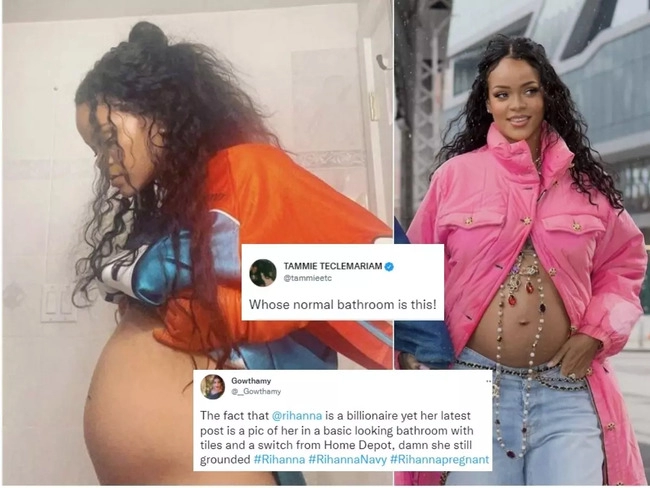 TAMMIE TECLEMARIAM
@tammieetc
Whose normal bathroom is this!
Gowthamy
@_Gowthamy
The fact that @rihanna is a billionaire yet her latest
post is a pic of her in a basic looking bathroom with
tiles and a switch from Home Depot, damn she still
grounded #Rihanna #RihannaNavy #Rihannapregnant